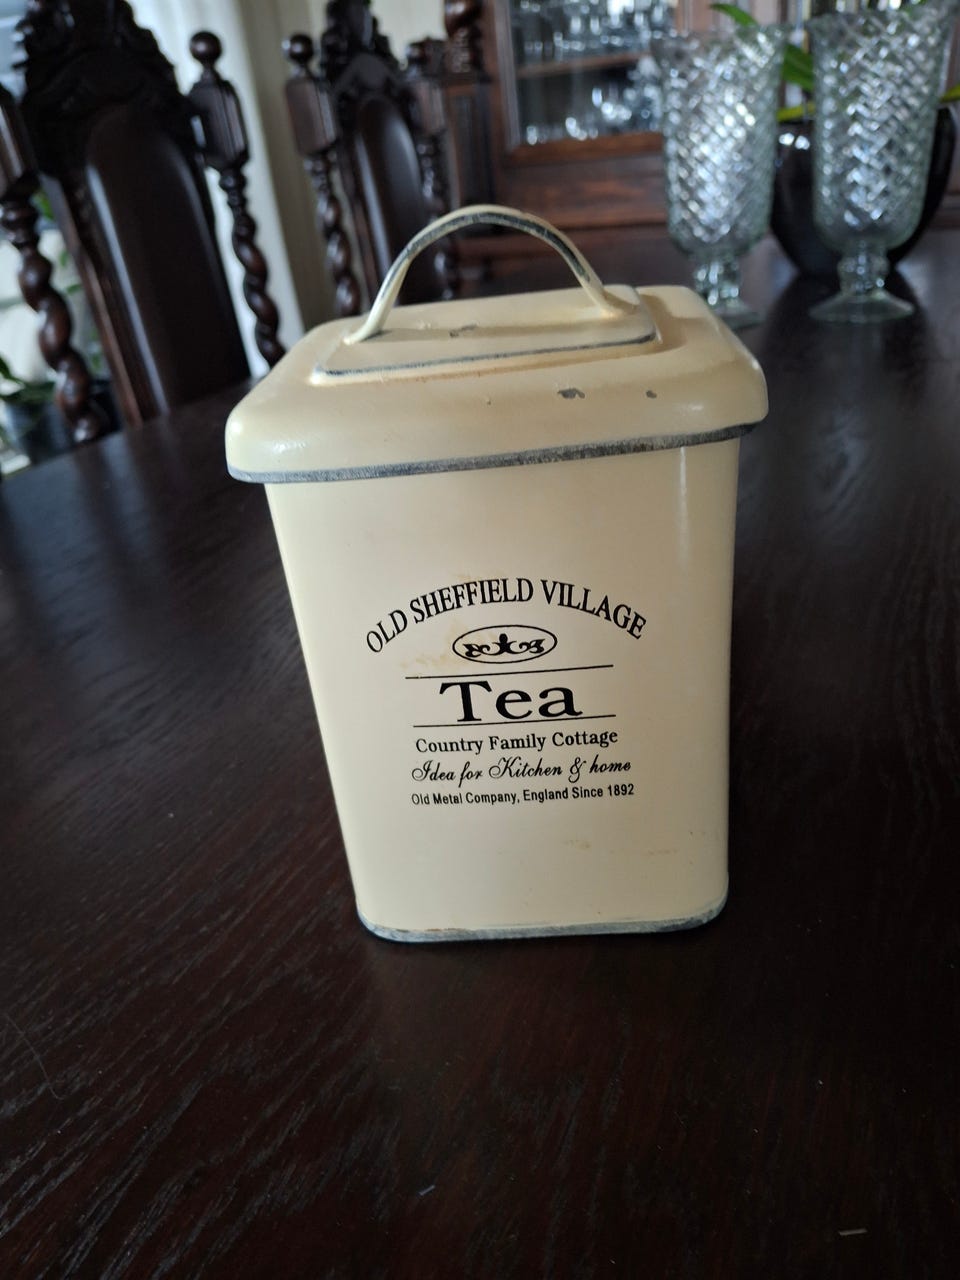 OLD SHEFFIELD VILLAGE
Tea
Country Family Cottage
Idea for Kitchen & home
Old Metal Company, England Since 1892